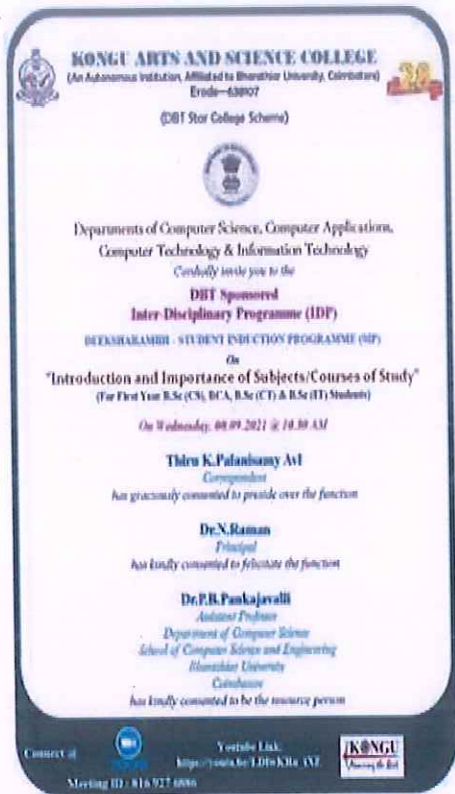 KONGU ARTS AND SCIENCE COLLEGE
(An Autonomous Institution, Affiliated to Bharathiar University, Coimbatore)
Erode—638107
(DBT Star College Scheme)
30
Departments of Computer Science, Computer Applications,
Computer Technology & Information Technology
Cordially invite you to the
DBT Sponsored
Inter-Disciplinary Programme (IDP)
DEEKSHARAMBH - STUDENT INDUCTION PROGRAMME (SIP)
On
"Introduction and Importance of Subjects/Courses of Study"
(For First Year B.Sc (CS), BCA, B.Sc (CT) & B.Sc (IT) Students)
On Wednesday, 08.09.2021 @ 10.30 AM
Thiru K.Palanisamy Avl
Correspondent
has graciously consented to preside over the function
Dr.N.Raman
Principal
has kindly consented to felicitate the function
Dr.P.B.Pankajavalli
Assistant Professor
Department of Computer Science
School of Computer Science and Engineering
Bharathiar University
Coimbatore
has kindly consented to be the resource person
Connect @
Youtube Link:
KONGU
Meeting ID : 816 927 6886